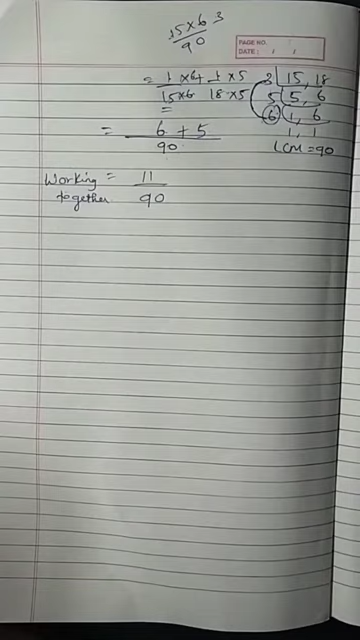 15 × 6 3
90
PAGE NO.
DATE: / /
= 1 × 6 + 1 × 5
15 × 6 18 × 5
=
3 | 15, 18
5 | 5, 6
6 | 1, 6
1, 1
LCM = 90
= 6 + 5
90
Working = 11
together 90